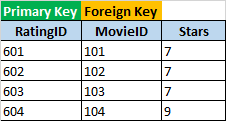 Primary Key Foreign Key
RatingID MovieID Stars
601 101 7
602 102 7
603 103 7
604 104 9